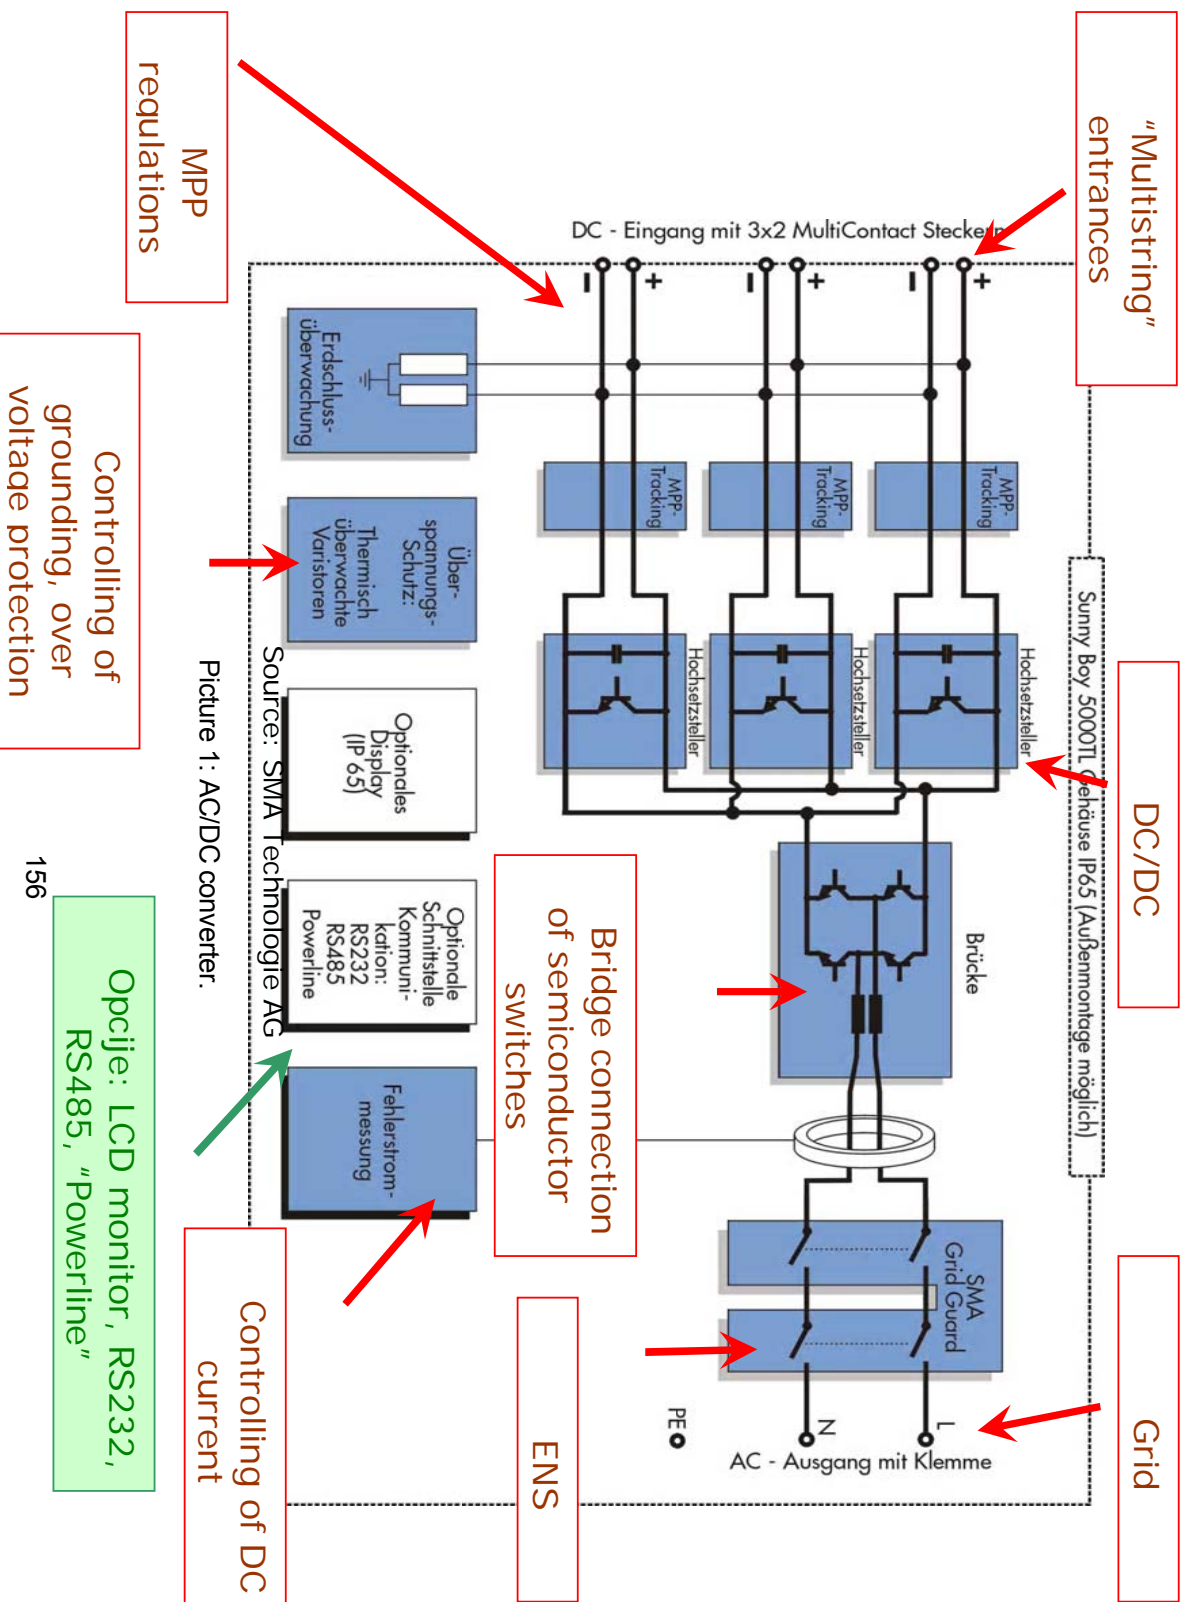 "Multistring"
entrances
DC/DC
Grid
Sunny Boy 5000TL Gehäuse IP65 (Außenmontage möglich)
DC - Eingang mit 3x2 MultiContact Steckern
+
−
+
−
+
−
MPP-
Tracking
MPP-
Tracking
MPP-
Tracking
Hochsetzsteller
Hochsetzsteller
Hochsetzsteller
Brücke
SMA
Grid Guard
L
N
PE
AC - Ausgang mit Klemme
Bridge connection
of semiconductor
switches
ENS
Erdschluss-
überwachung
Über-
spannungs-
Schutz:
Thermisch
überwachte
Varistoren
Optionales
Display
(IP 65)
Optionale
Schnittstelle
Kommuni-
kation:
RS232
RS485
Powerline
Fehlerstrom-
messung
Source: SMA Technologie AG
Picture 1: AC/DC converter.
MPP
regulations
Controlling of
grounding, over
voltage protection
Opcije: LCD monitor, RS232,
RS485, "Powerline"
Controlling of DC
current
156